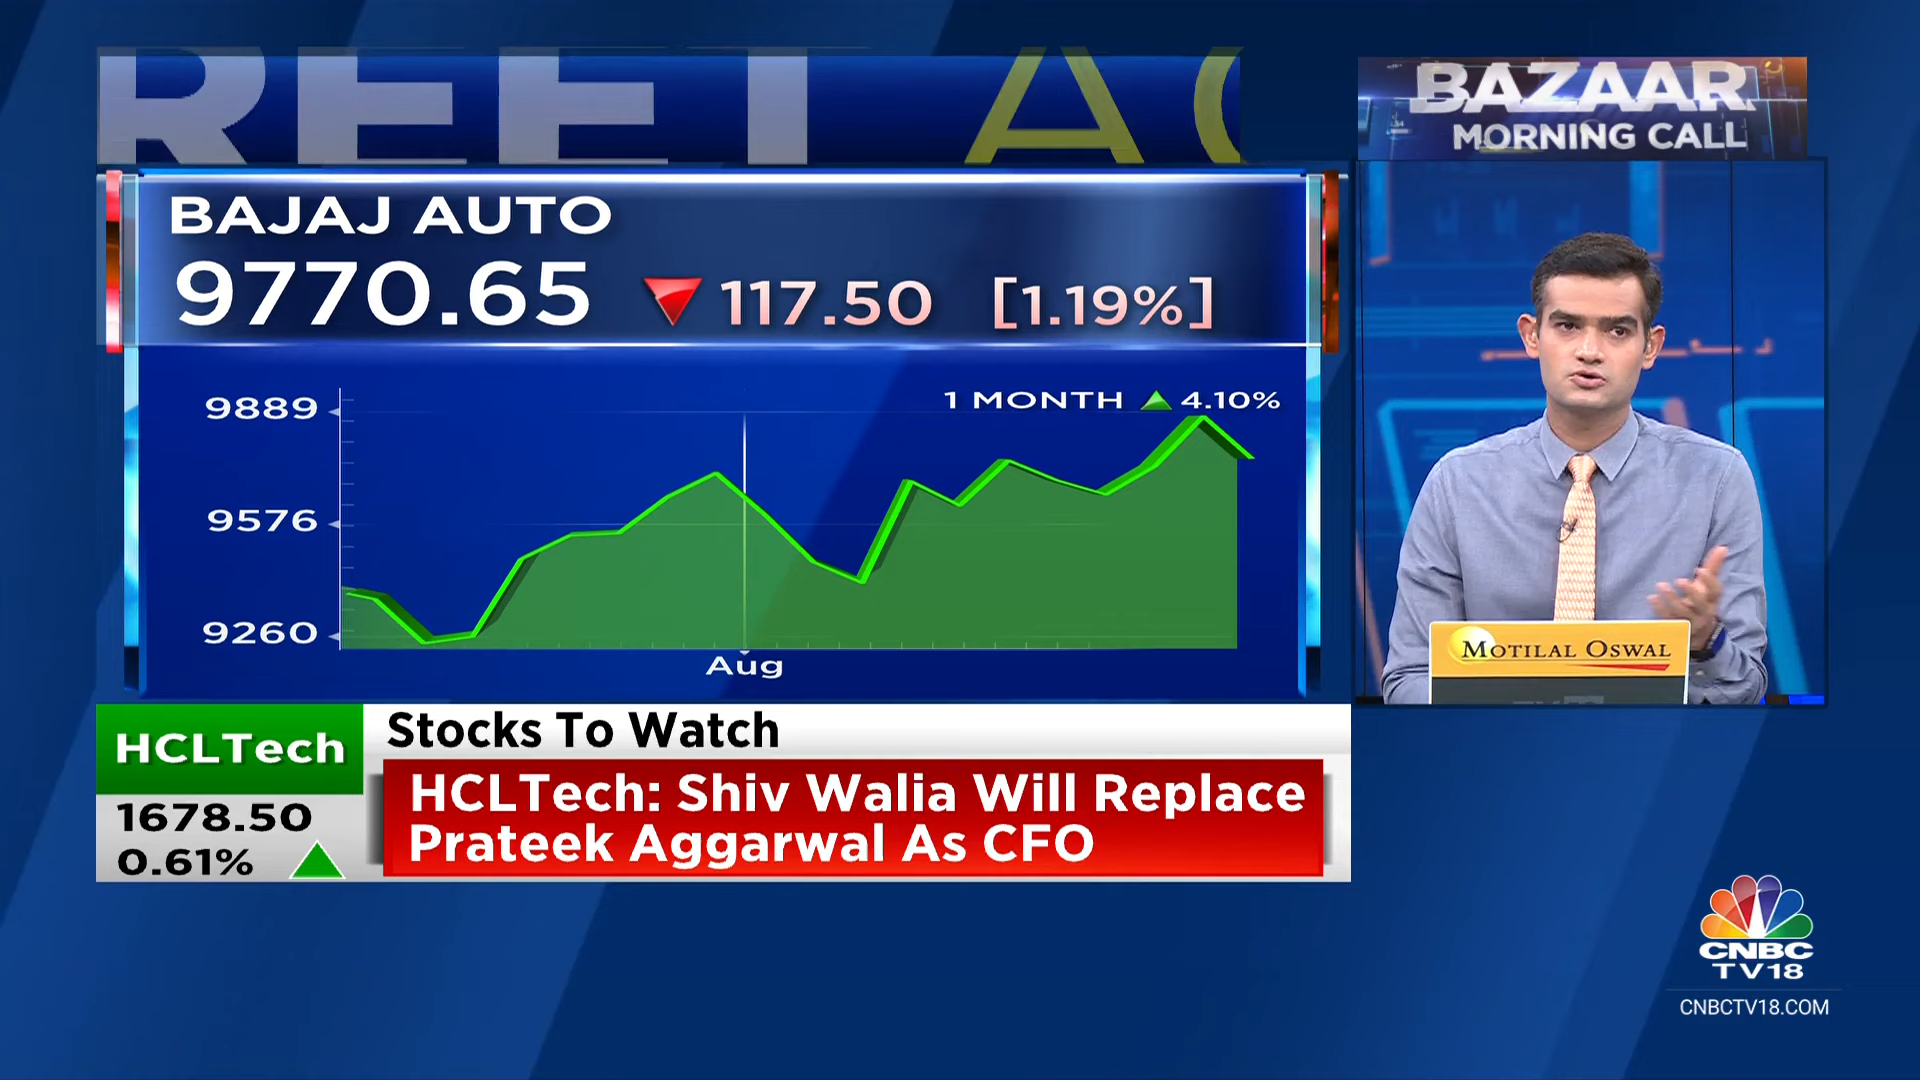 REET AC
BAZAAR
MORNING CALL
BAJAJ AUTO
9770.65 ▼ 117.50 [1.19%]
1 MONTH ▲ 4.10%
9889
9576
9260
Aug
MOTILAL OSWAL
HCLTech
1678.50
0.61% ▲
Stocks To Watch
HCLTech: Shiv Walia Will Replace
Prateek Aggarwal As CFO
CNBC
TV18
CNBCTV18.COM